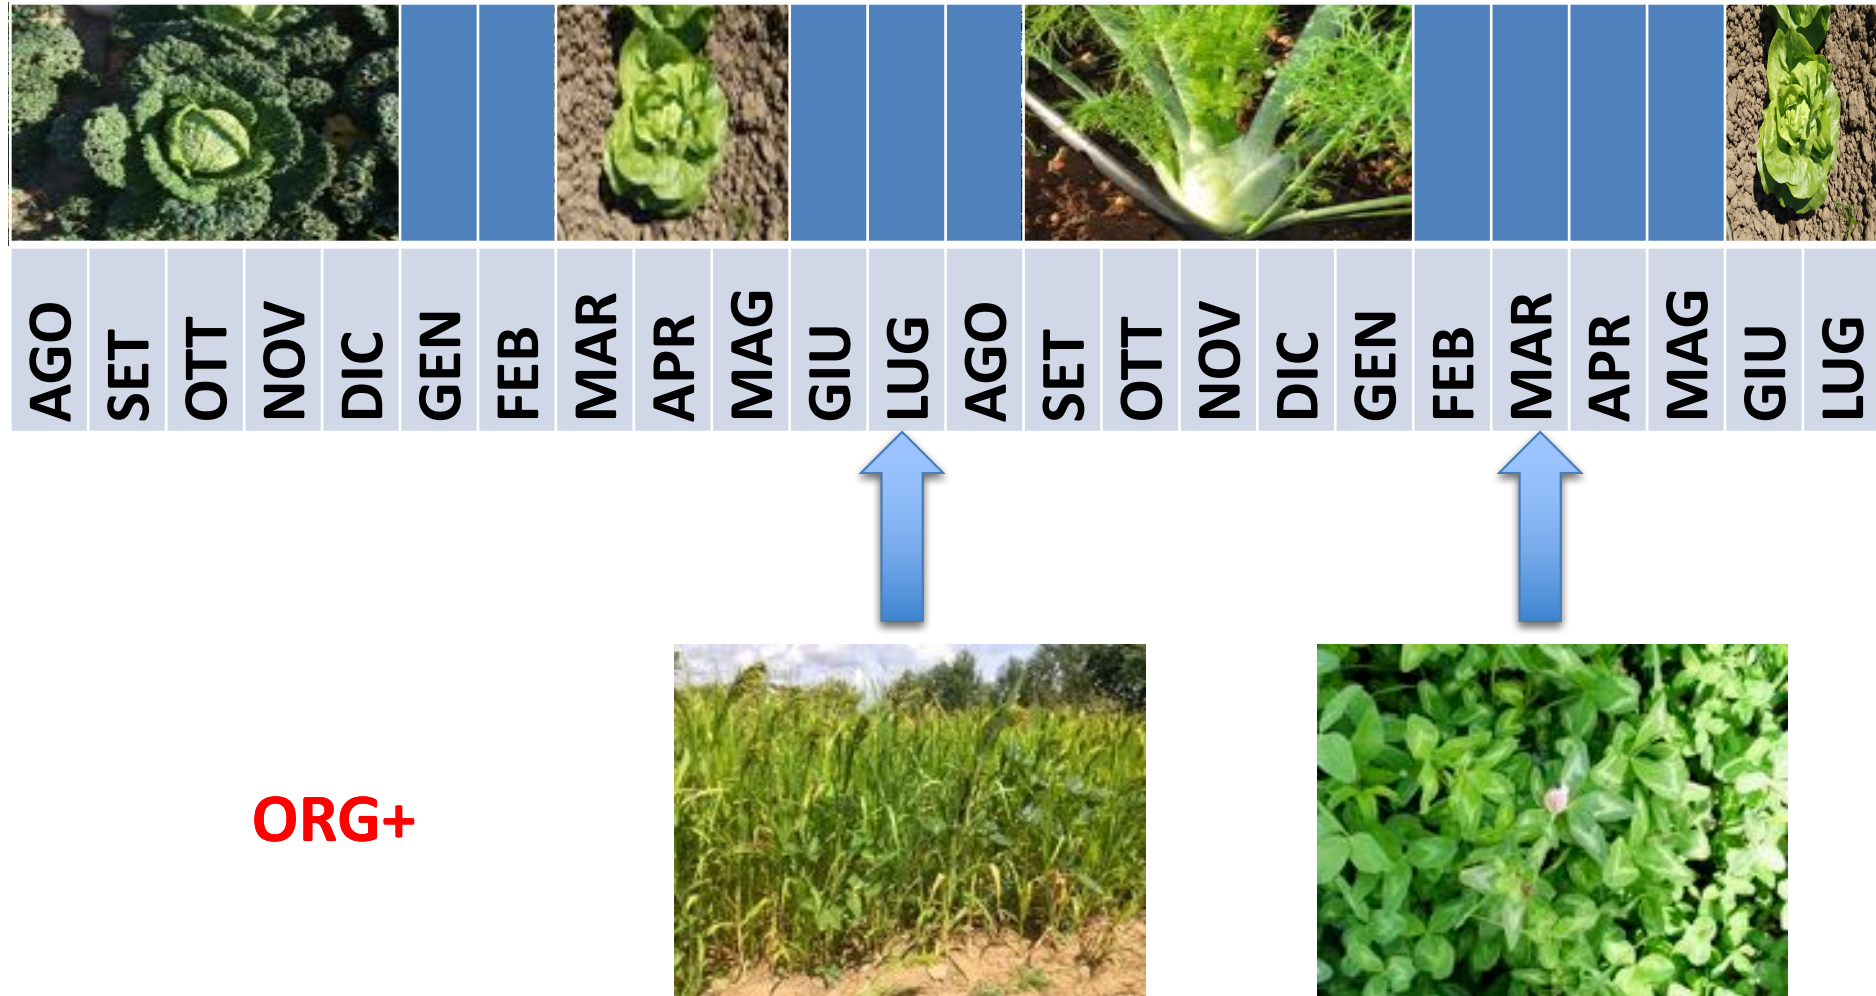 AGO SET OTT NOV DIC GEN FEB MAR APR MAG GIU LUG AGO SET OTT NOV DIC GEN FEB MAR APR MAG GIU LUG
ORG+